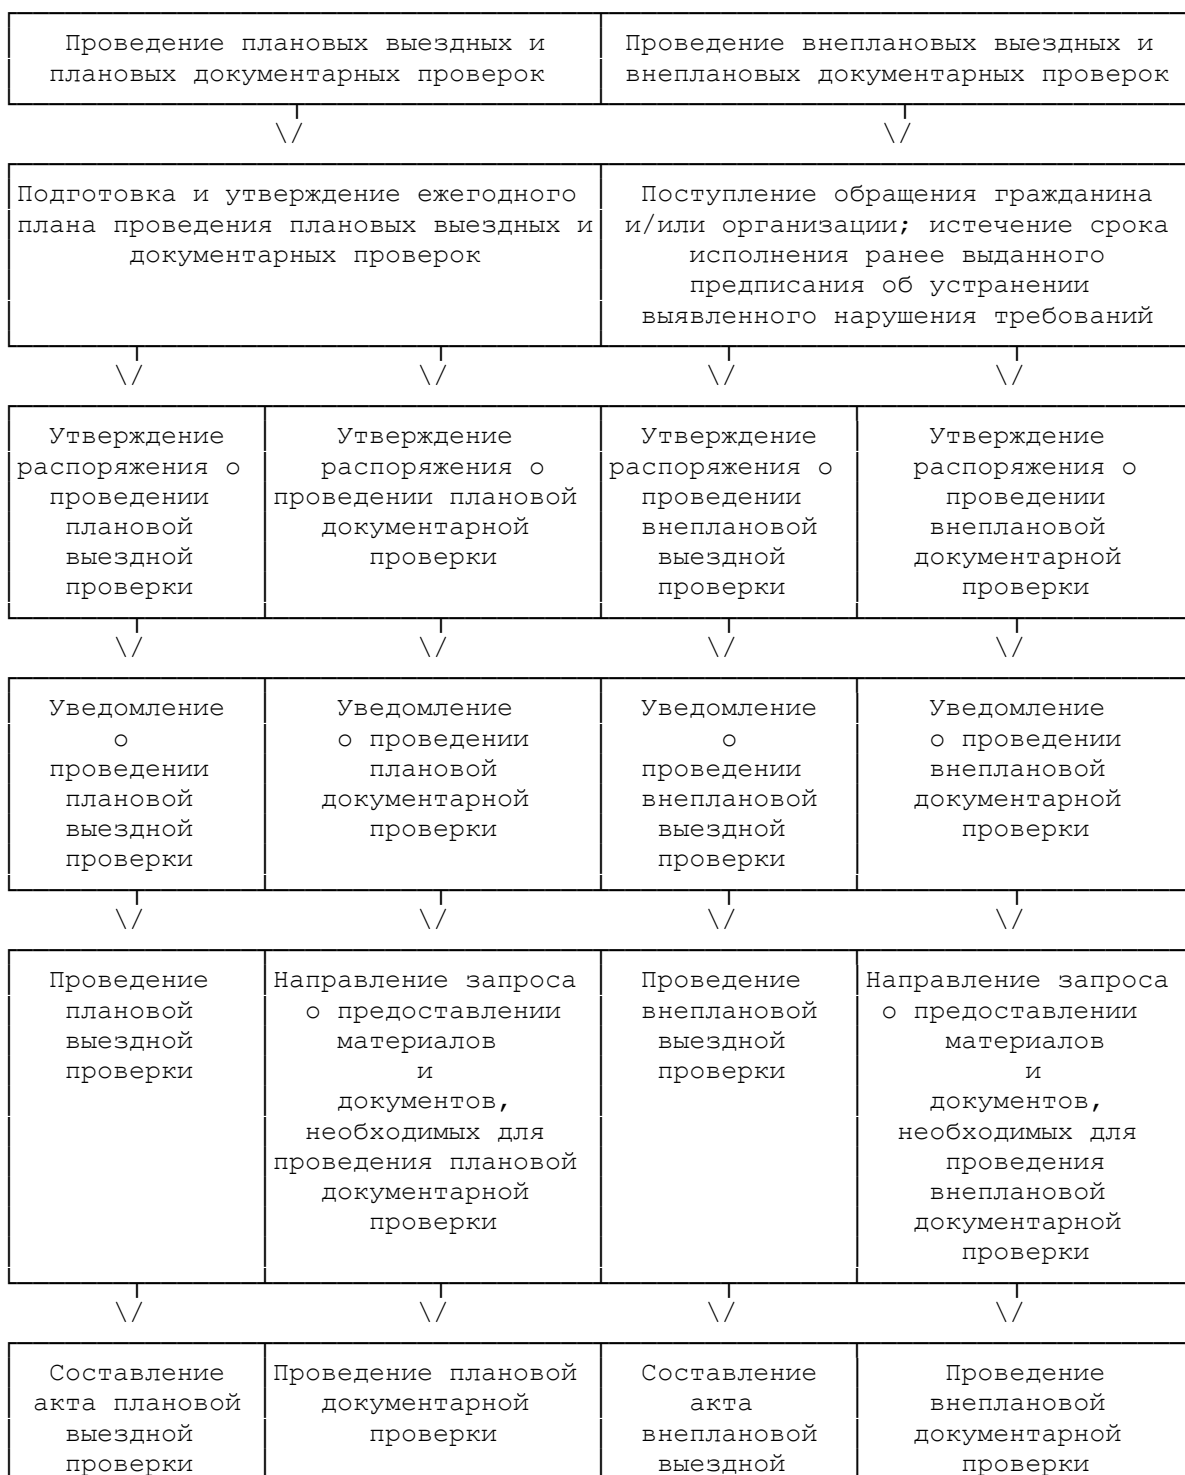 Проведение плановых выездных и
плановых документарных проверок
Проведение внеплановых выездных и
внеплановых документарных проверок
\/
\/
Подготовка и утверждение ежегодного
плана проведения плановых выездных и
документарных проверок
Поступление обращения гражданина
и/или организации; истечение срока
исполнения ранее выданного
предписания об устранении
выявленного нарушения требований
\/
\/
\/
\/
Утверждение
распоряжения о
проведении
плановой
выездной
проверки
Утверждение
распоряжения о
проведении плановой
документарной
проверки
Утверждение
распоряжения о
проведении
внеплановой
выездной
проверки
Утверждение
распоряжения о
проведении
внеплановой
документарной
проверки
\/
\/
\/
\/
Уведомление
о
проведении
плановой
выездной
проверки
Уведомление
о проведении
плановой
документарной
проверки
Уведомление
о
проведении
внеплановой
выездной
проверки
Уведомление
о проведении
внеплановой
документарной
проверки
\/
\/
\/
\/
Проведение
плановой
выездной
проверки
Направление запроса
о предоставлении
материалов
и
документов,
необходимых для
проведения плановой
документарной
проверки
Проведение
внеплановой
выездной
проверки
Направление запроса
о предоставлении
материалов
и
документов,
необходимых для
проведения
внеплановой
документарной
проверки
\/
\/
\/
\/
Составление
акта плановой
выездной
проверки
Проведение плановой
документарной
проверки
Составление
акта
внеплановой
выездной
Проведение
внеплановой
документарной
проверки